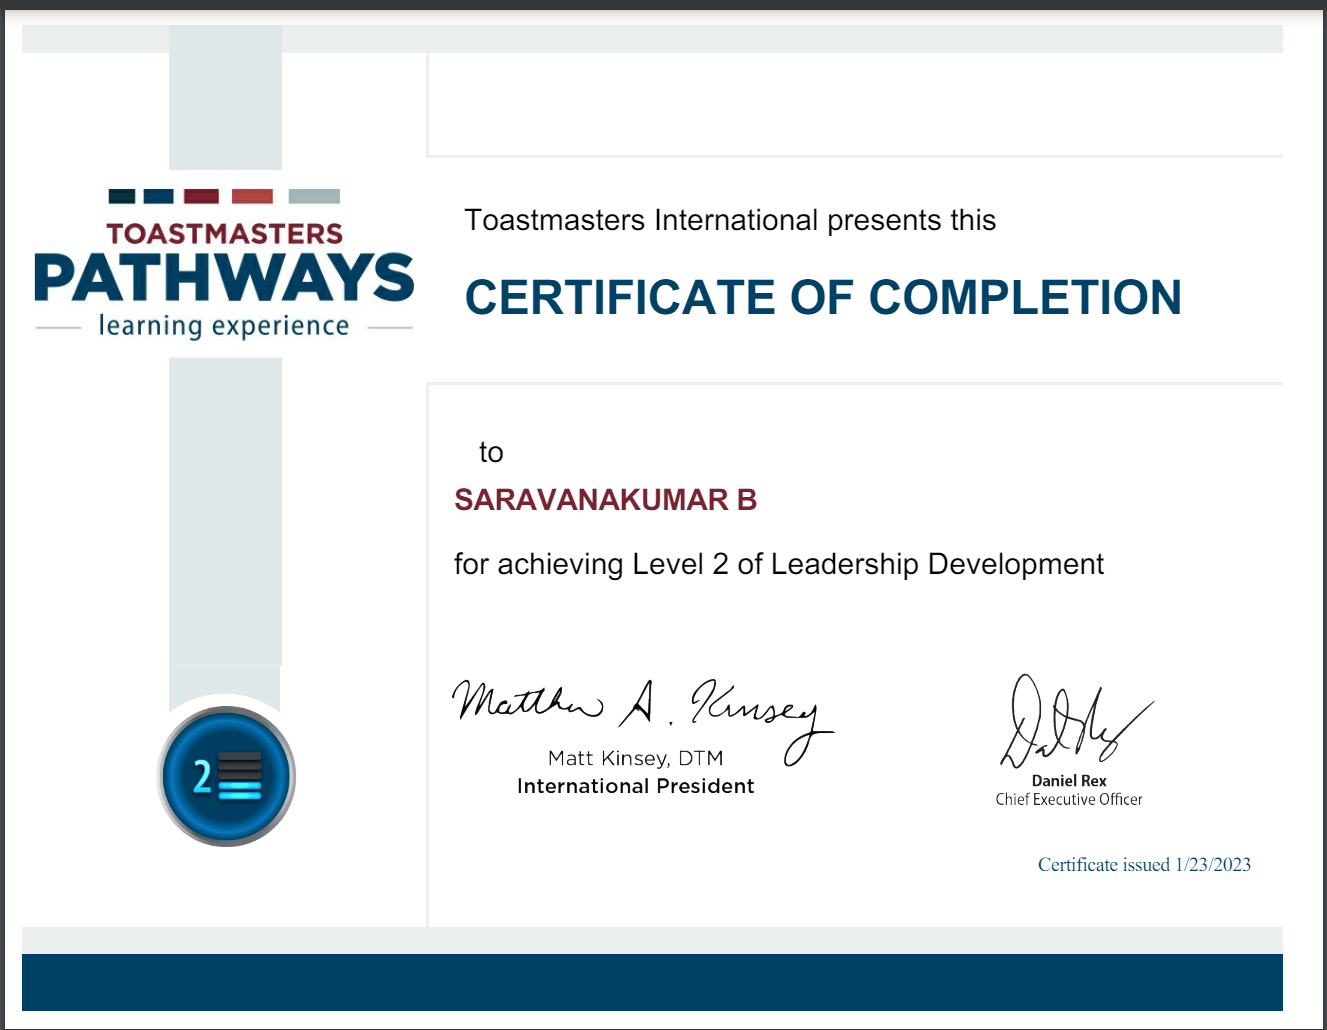 TOASTMASTERS
PATHWAYS
learning experience
Toastmasters International presents this
CERTIFICATE OF COMPLETION
to
SARAVANAKUMAR B
for achieving Level 2 of Leadership Development
Matthew A. Kinsey
Matt Kinsey, DTM
International President
Daniel Rex
Chief Executive Officer
2
Certificate issued 1/23/2023